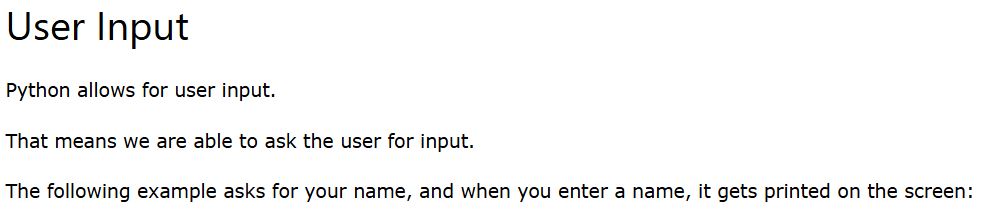 User Input
Python allows for user input.
That means we are able to ask the user for input.
The following example asks for your name, and when you enter a name, it gets printed on the screen: